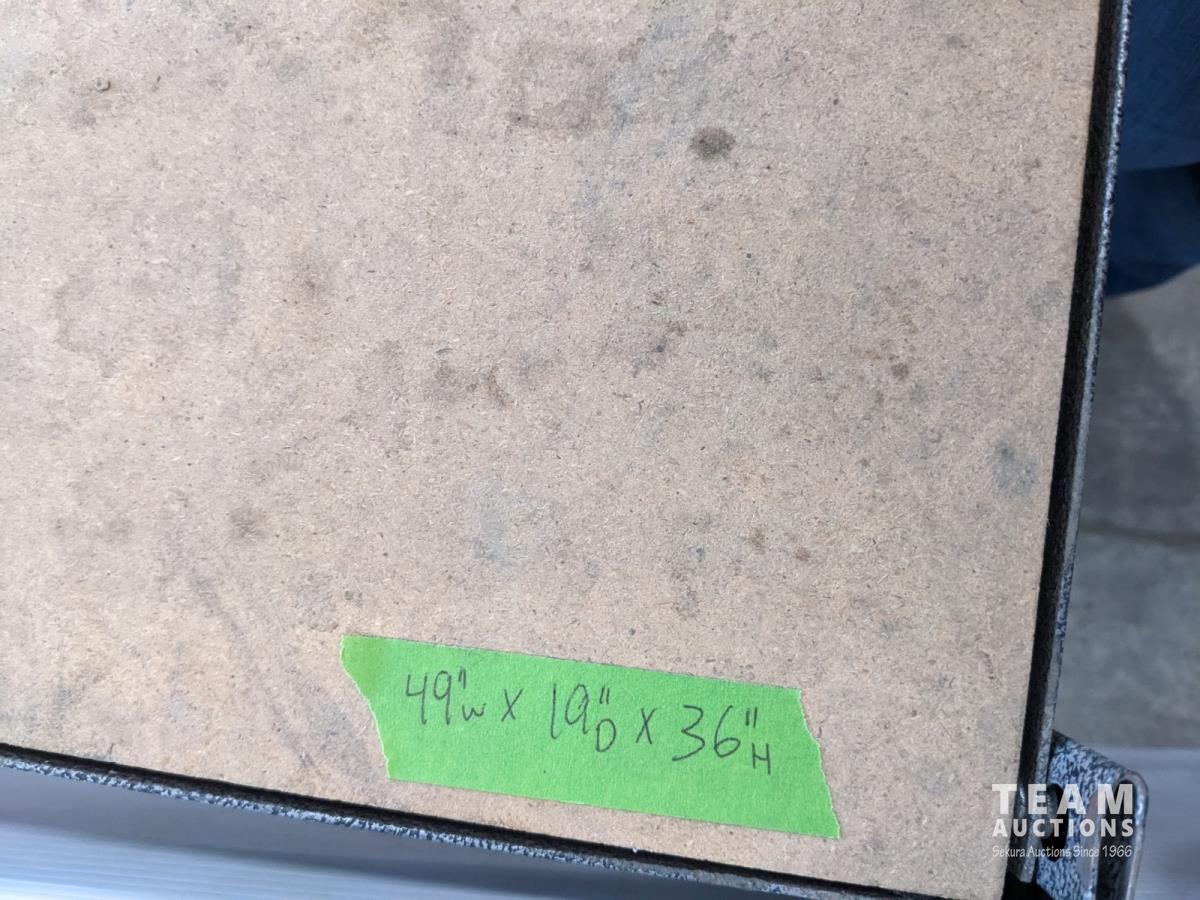 49"W X 19"D X 36"H
TEAM
AUCTIONS
Sekura Auctions Since 1966